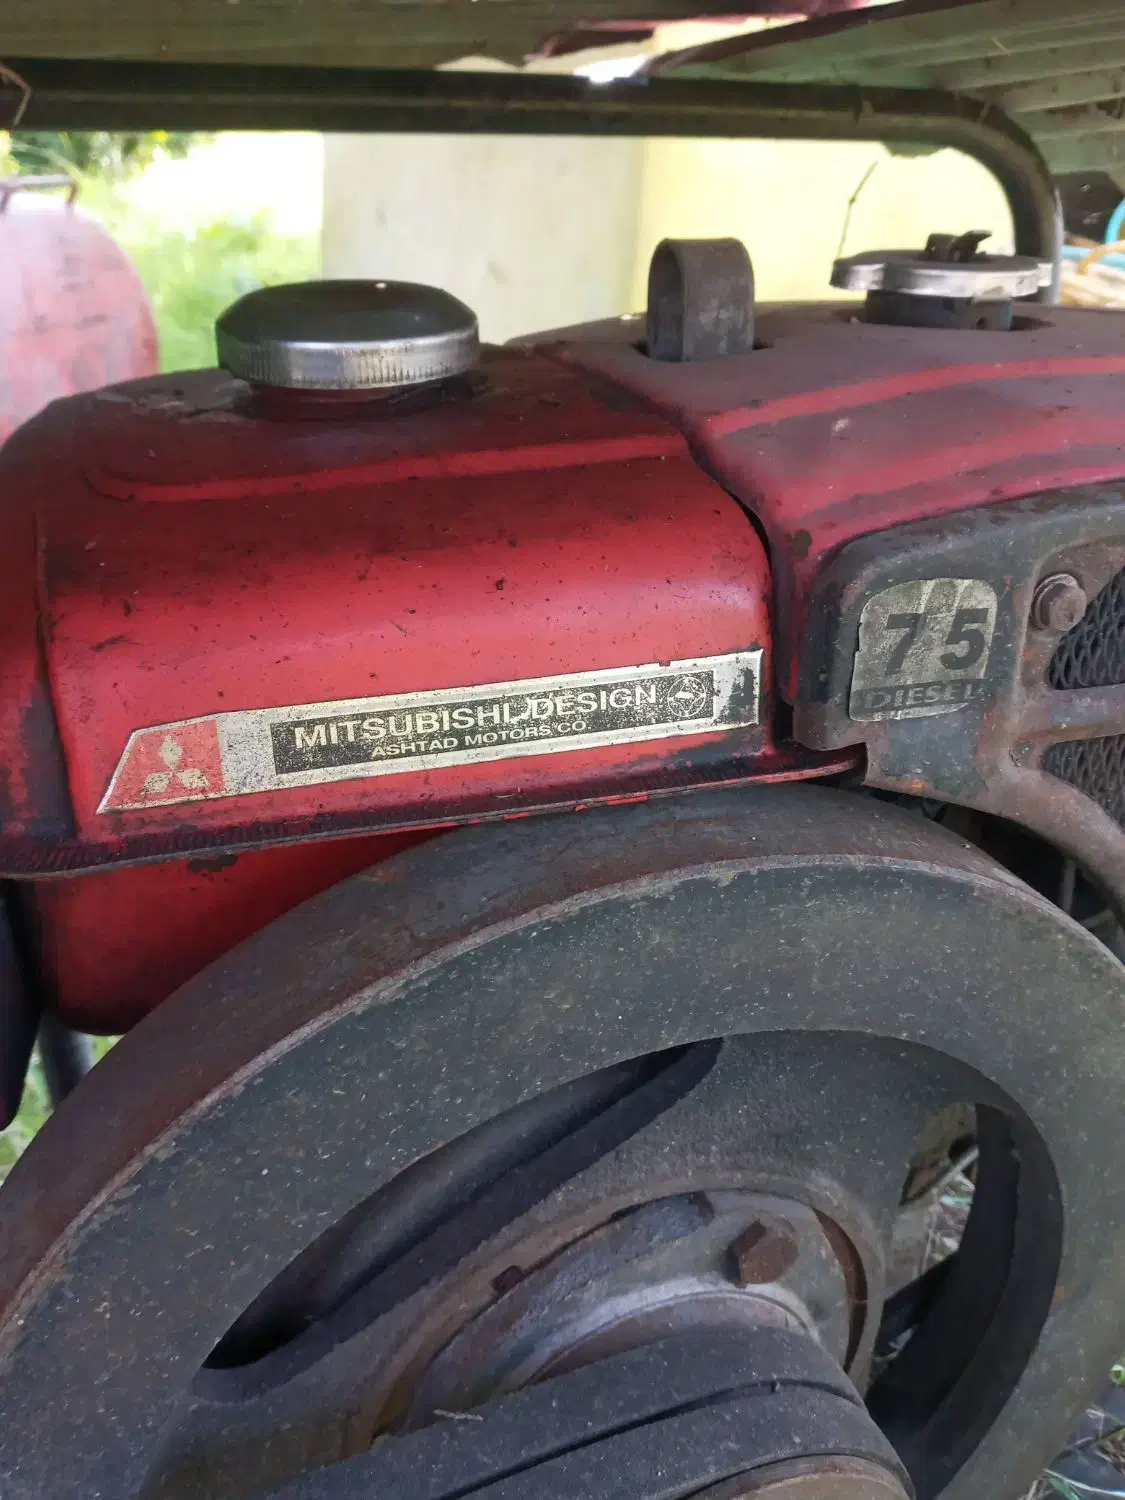 MITSUBISHI-DESIGN
ASHTAD MOTORS CO
75
DIESEL